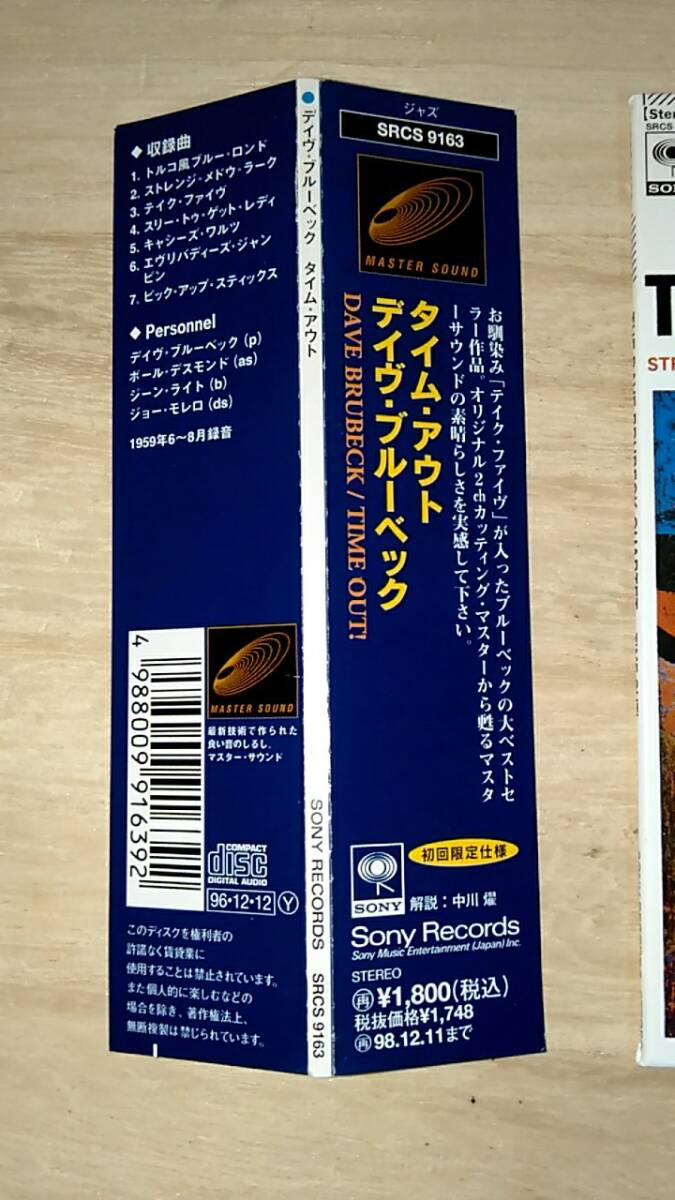 ◆ 収録曲
1. トルコ風ブルー・ロンド
2. ストレンジ・メドウ・ラーク
3. テイク・ファイヴ
4. スリー・トゥ・ゲット・レディ
5. キャシーズ・ワルツ
6. エヴリバディーズ・ジャン
ピン
7. ピック・アップ・スティックス
◆ Personnel
デイヴ・ブルーベック (p)
ポール・デスモンド (as)
ジーン・ライト (b)
ジョー・モレロ (ds)
1959年6〜8月録音
4 988009 916392
MASTER SOUND
最新技術で作られた
良い音のしるし。
マスター・サウンド
COMPACT
disc
DIGITAL AUDIO
96・12・12 Y
このディスクを権利者の
許諾なく賃貸業に
使用することは禁止されています。
また個人的に楽しむなどの
場合を除き、著作権法上、
無断複製は禁じられています。
● デイヴ・ブルーベック タイム・アウト
SONY RECORDS SRCS 9163
ジャズ
SRCS 9163
MASTER SOUND
お馴染み「テイク・ファイヴ」が入ったブルーベックの大ベストセ
ラー作品。オリジナル2chカッティング・マスターから甦るマスタ
ーサウンドの素晴らしさを実感して下さい。
タイム・アウト
デイヴ・ブルーベック
DAVE BRUBECK / TIME OUT!
初回限定仕様
SONY
解説：中川 燿
Sony Records
Sony Music Entertainment (Japan) Inc.
STEREO
再 ¥1,800(税込)
税抜価格¥1,748
再 98.12.11まで
SRCS
T